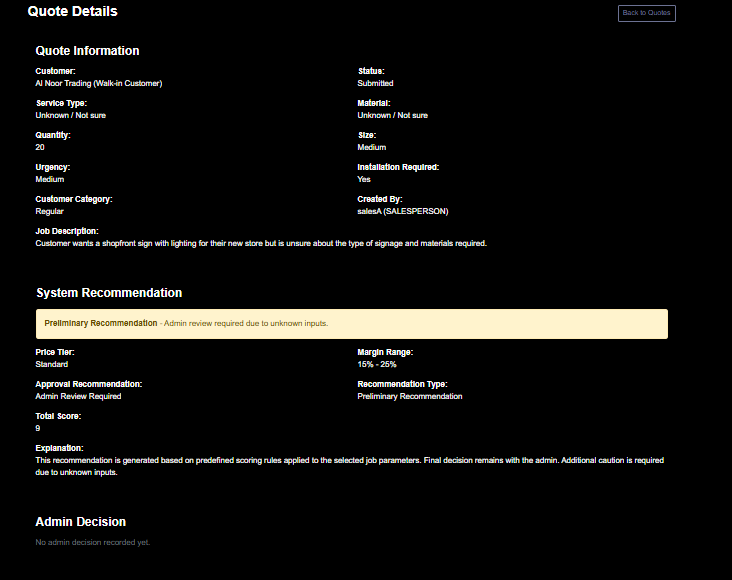 Quote Details
Back to Quotes
Quote Information
Customer:
Al Noor Trading (Walk-in Customer)
Status:
Submitted
Service Type:
Unknown / Not sure
Material:
Unknown / Not sure
Quantity:
20
Size:
Medium
Urgency:
Medium
Installation Required:
Yes
Customer Category:
Regular
Created By:
salesA (SALESPERSON)
Job Description:
Customer wants a shopfront sign with lighting for their new store but is unsure about the type of signage and materials required.
System Recommendation
Preliminary Recommendation - Admin review required due to unknown inputs.
Price Tier:
Standard
Margin Range:
15% - 25%
Approval Recommendation:
Admin Review Required
Recommendation Type:
Preliminary Recommendation
Total Score:
9
Explanation:
This recommendation is generated based on predefined scoring rules applied to the selected job parameters. Final decision remains with the admin. Additional caution is required
due to unknown inputs.
Admin Decision
No admin decision recorded yet.